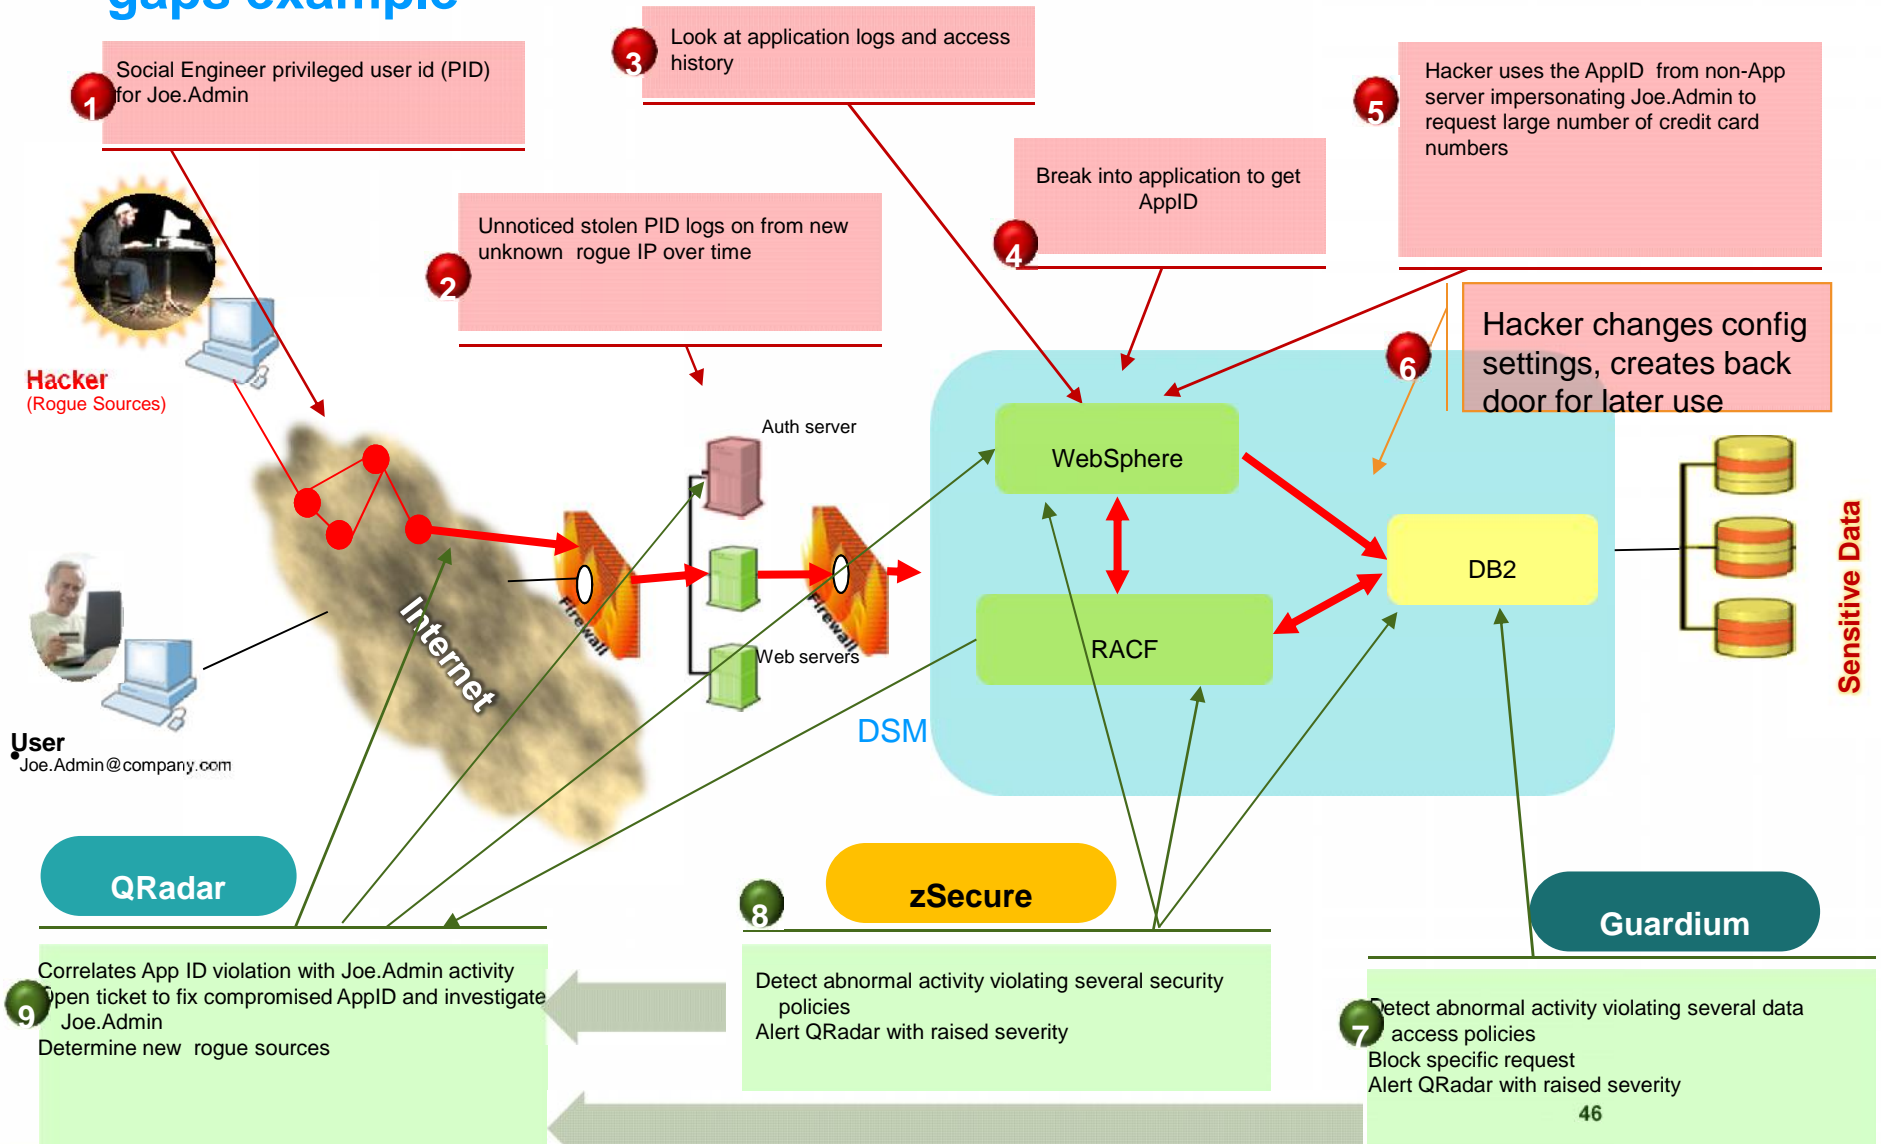 gaps example
1
Social Engineer privileged user id (PID)
for Joe.Admin
3
Look at application logs and access
history
5
Hacker uses the AppID from non-App
server impersonating Joe.Admin to
request large number of credit card
numbers
2
Unnoticed stolen PID logs on from new
unknown rogue IP over time
4
Break into application to get
AppID
6
Hacker changes config
settings, creates back
door for later use
Hacker
(Rogue Sources)
Auth server
WebSphere
DB2
RACF
Sensitive Data
Internet
Firewall
Firewall
Web servers
DSM
User
•
Joe.Admin@company.com
QRadar
9
Correlates App ID violation with Joe.Admin activity
Open ticket to fix compromised AppID and investigate
Joe.Admin
Determine new rogue sources
8
zSecure
Detect abnormal activity violating several security
policies
Alert QRadar with raised severity
Guardium
7
Detect abnormal activity violating several data
access policies
Block specific request
Alert QRadar with raised severity
46